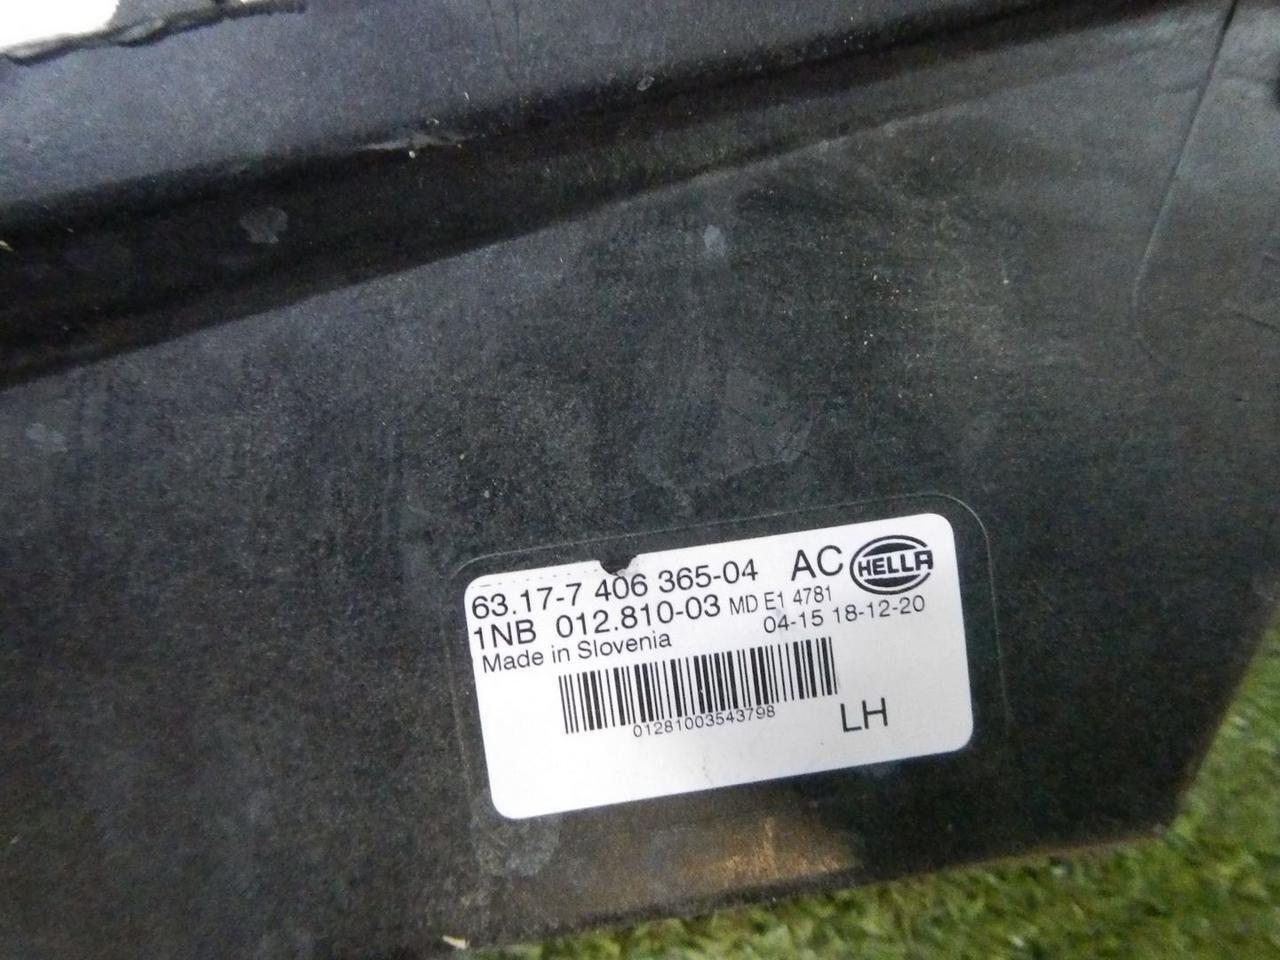 63.17-7 406 365-04 AC HELLA
1NB 012.810-03 MD E1 4781
Made in Slovenia 04-15 18-12-20
01281003543798
LH